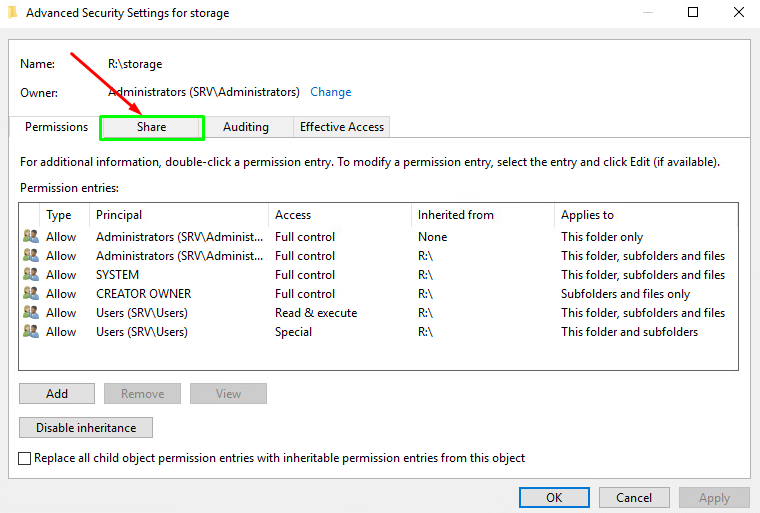 Advanced Security Settings for storage
Name: R:\storage
Owner: Administrators (SRV\Administrators) Change
Permissions Share Auditing Effective Access
For additional information, double-click a permission entry. To modify a permission entry, select the entry and click Edit (if available).
Permission entries:
Type Principal Access Inherited from Applies to
Allow Administrators (SRV\Administ... Full control None This folder only
Allow Administrators (SRV\Administ... Full control R:\ This folder, subfolders and files
Allow SYSTEM Full control R:\ This folder, subfolders and files
Allow CREATOR OWNER Full control R:\ Subfolders and files only
Allow Users (SRV\Users) Read & execute R:\ This folder, subfolders and files
Allow Users (SRV\Users) Special R:\ This folder and subfolders
Add Remove View
Disable inheritance
Replace all child object permission entries with inheritable permission entries from this object
OK Cancel Apply